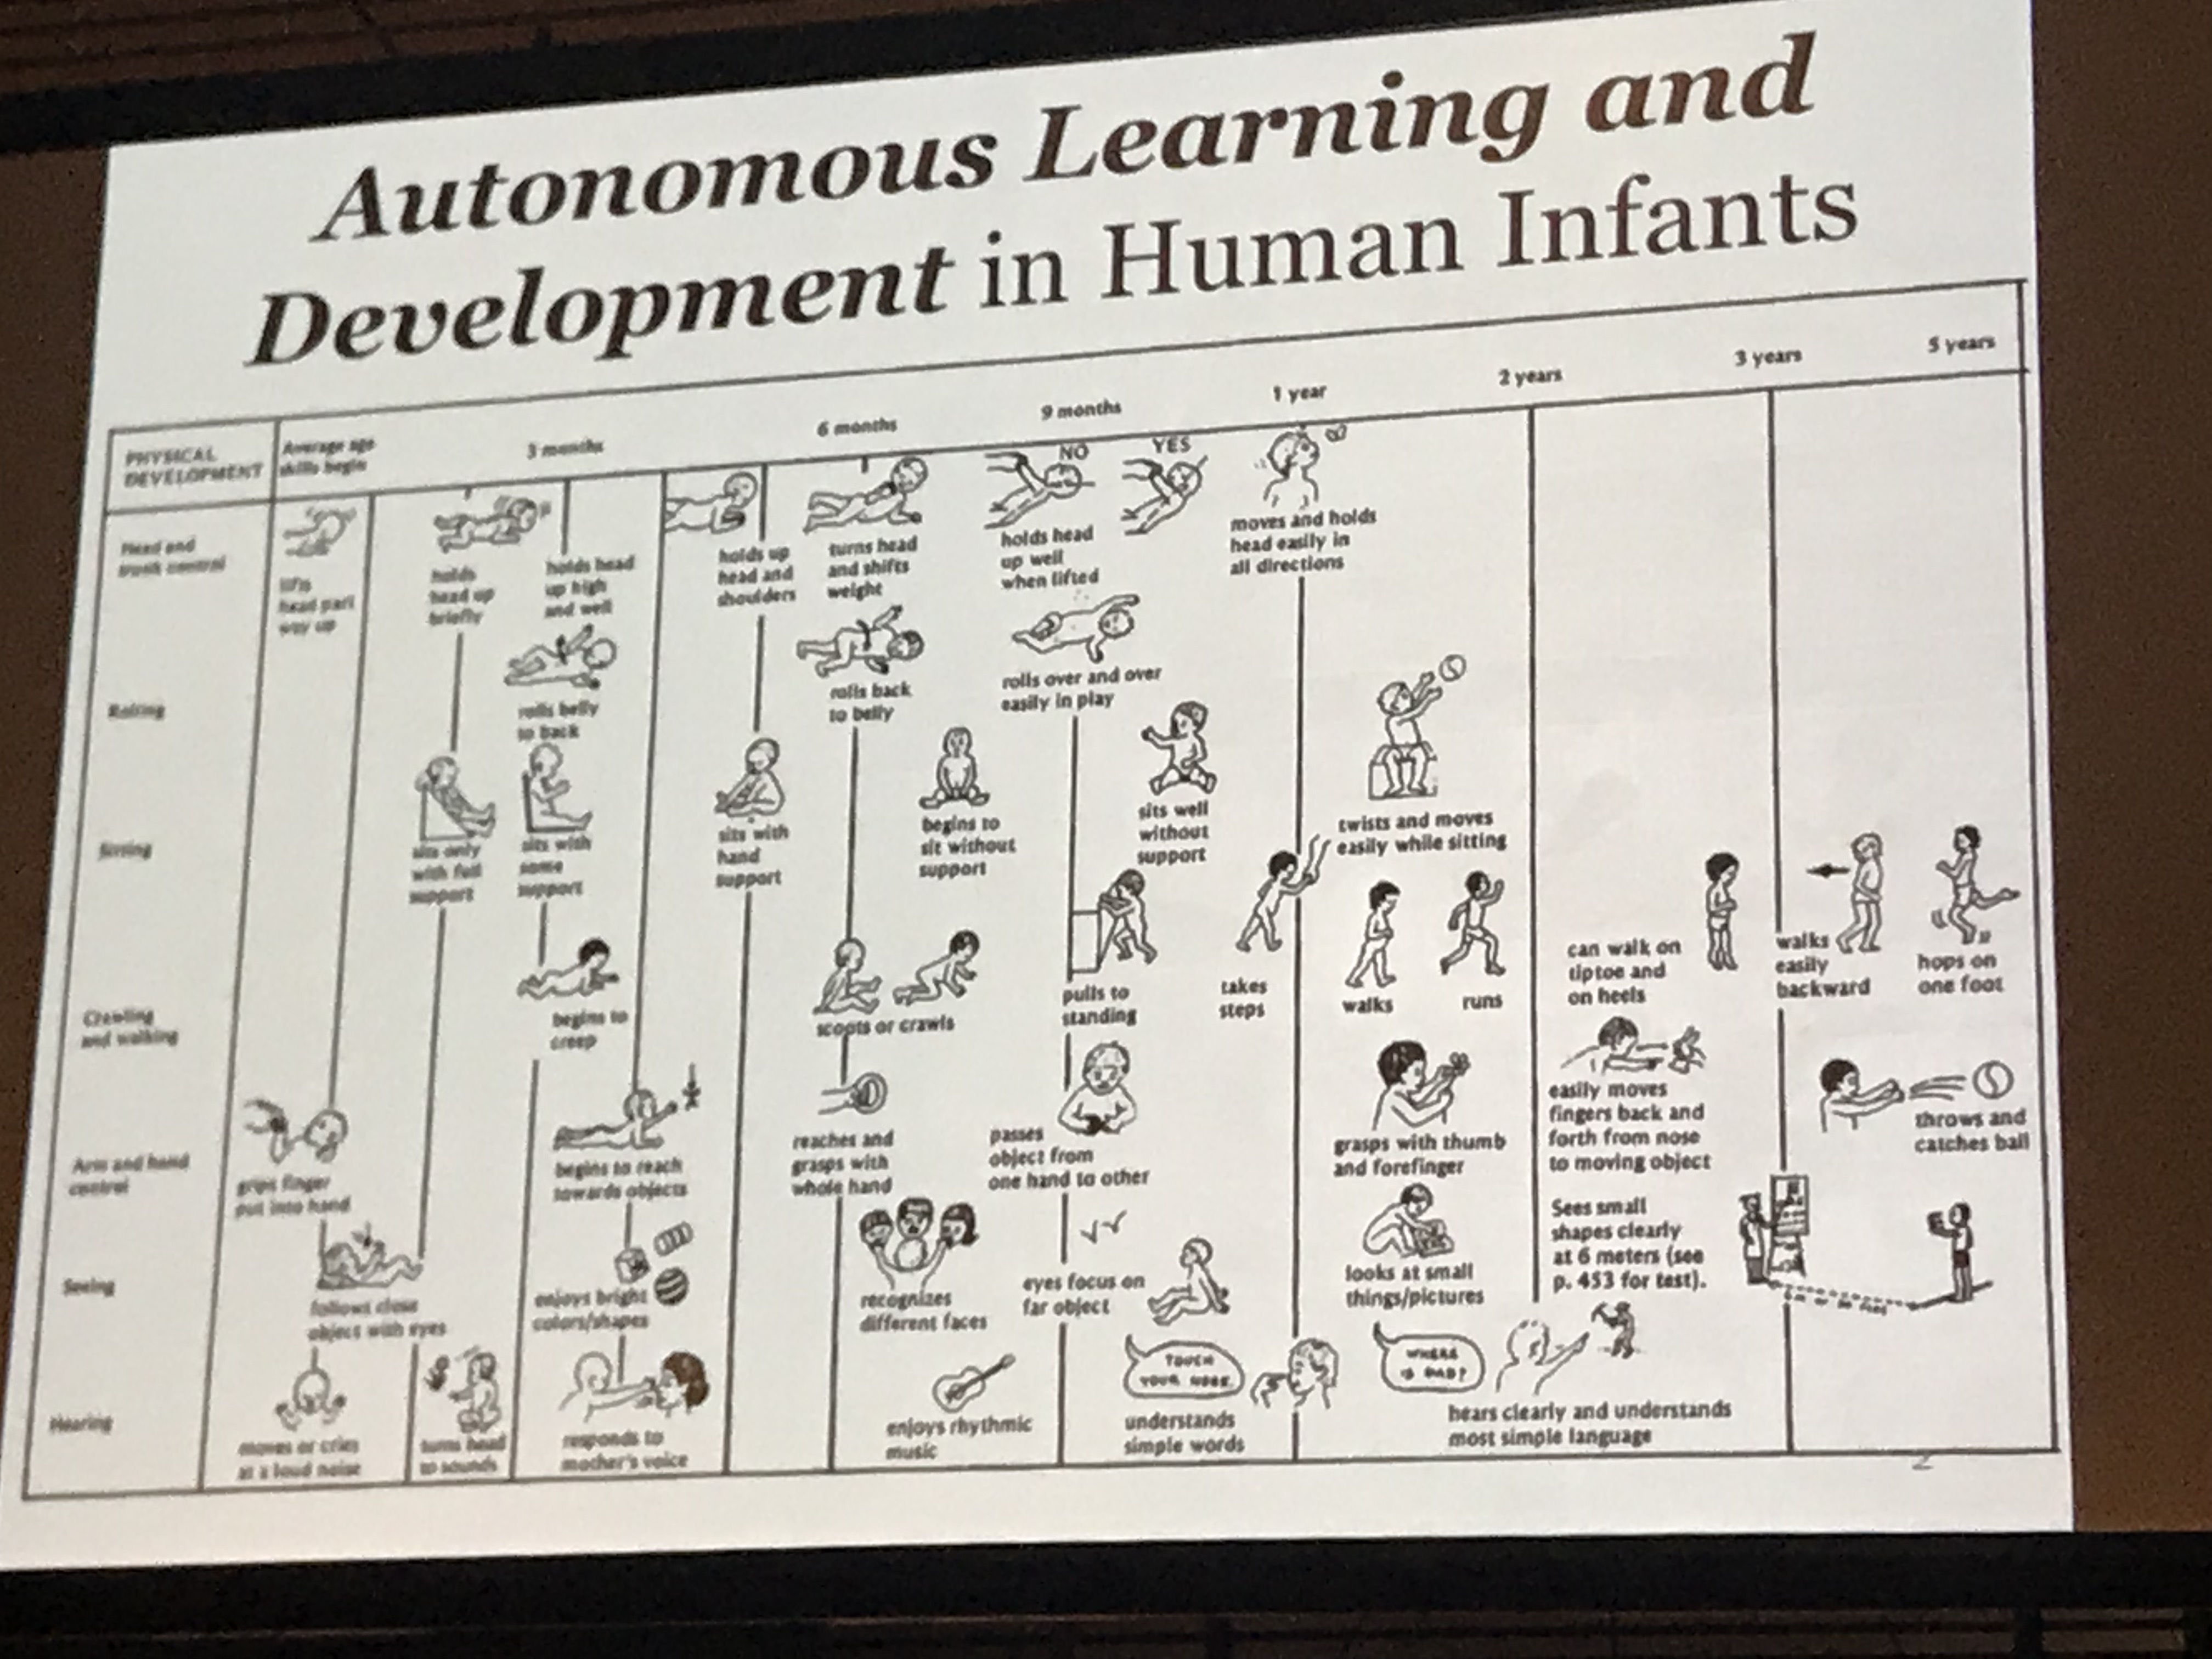 Autonomous Learning and
Development in Human Infants
PHYSICAL
DEVELOPMENT
Average age
skills begin
3 months
6 months
9 months
1 year
2 years
3 years
5 years
Head and
trunk control
lifts
head part
way up
holds
head up
briefly
holds head
up high
and well
holds up
head and
shoulders
turns head
and shifts
weight
NO
YES
holds head
up well
when lifted
moves and holds
head easily in
all directions
Rolling
rolls belly
to back
rolls back
to belly
rolls over and over
easily in play
Sitting
sits only
with full
support
sits with
some
support
sits with
hand
support
begins to
sit without
support
sits well
without
support
twists and moves
easily while sitting
Crawling
and walking
begins to
creep
scoots or crawls
pulls to
standing
takes
steps
walks
runs
can walk on
tiptoe and
on heels
walks
easily
backward
hops on
one foot
Arm and hand
control
grips finger
put into hand
begins to reach
towards objects
reaches and
grasps with
whole hand
passes
object from
one hand to other
grasps with thumb
and forefinger
easily moves
fingers back and
forth from nose
to moving object
throws and
catches ball
Seeing
follows close
object with eyes
enjoys bright
colors/shapes
recognizes
different faces
eyes focus on
far object
looks at small
things/pictures
Sees small
shapes clearly
at 6 meters (see
p. 453 for test).
Hearing
moves or cries
at a loud noise
turns head
to sounds
responds to
mother's voice
enjoys rhythmic
music
TOUCH
YOUR NOSE
understands
simple words
WHERE
IS DAD?
hears clearly and understands
most simple language